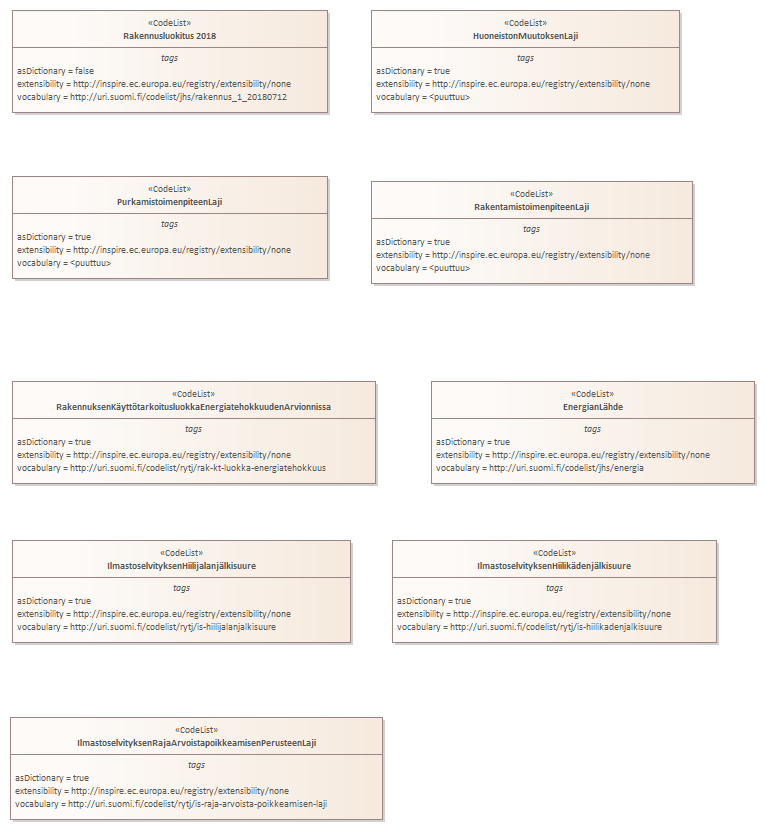 «CodeList»
Rakennusluokitus 2018
tags
asDictionary = false
extensibility = http://inspire.ec.europa.eu/registry/extensibility/none
vocabulary = http://uri.suomi.fi/codelist/jhs/rakennus_1_20180712
«CodeList»
HuoneistonMuutoksenLaji
tags
asDictionary = true
extensibility = http://inspire.ec.europa.eu/registry/extensibility/none
vocabulary = <puuttuu>
«CodeList»
PurkamistoimenpiteenLaji
tags
asDictionary = true
extensibility = http://inspire.ec.europa.eu/registry/extensibility/none
vocabulary = <puuttuu>
«CodeList»
RakentamistoimenpiteenLaji
tags
asDictionary = true
extensibility = http://inspire.ec.europa.eu/registry/extensibility/none
vocabulary = <puuttuu>
«CodeList»
RakennuksenKäyttötarkoitusluokkaEnergiatehokkuudenArvionnissa
tags
asDictionary = true
extensibility = http://inspire.ec.europa.eu/registry/extensibility/none
vocabulary = http://uri.suomi.fi/codelist/rytj/rak-kt-luokka-energiatehokkuus
«CodeList»
EnergianLähde
tags
asDictionary = true
extensibility = http://inspire.ec.europa.eu/registry/extensibility/none
vocabulary = http://uri.suomi.fi/codelist/jhs/energia
«CodeList»
IlmastoselvityksenHiilijalanjälkisuure
tags
asDictionary = true
extensibility = http://inspire.ec.europa.eu/registry/extensibility/none
vocabulary = http://uri.suomi.fi/codelist/rytj/is-hiilijalanjalkisuure
«CodeList»
IlmastoselvityksenHiilikädenjälkisuure
tags
asDictionary = true
extensibility = http://inspire.ec.europa.eu/registry/extensibility/none
vocabulary = http://uri.suomi.fi/codelist/rytj/is-hiilikadenjalkisuure
«CodeList»
IlmastoselvityksenRajaArvoistapoikkeamisenPerusteenLaji
tags
asDictionary = true
extensibility = http://inspire.ec.europa.eu/registry/extensibility/none
vocabulary = http://uri.suomi.fi/codelist/rytj/is-raja-arvoista-poikkeamisen-laji